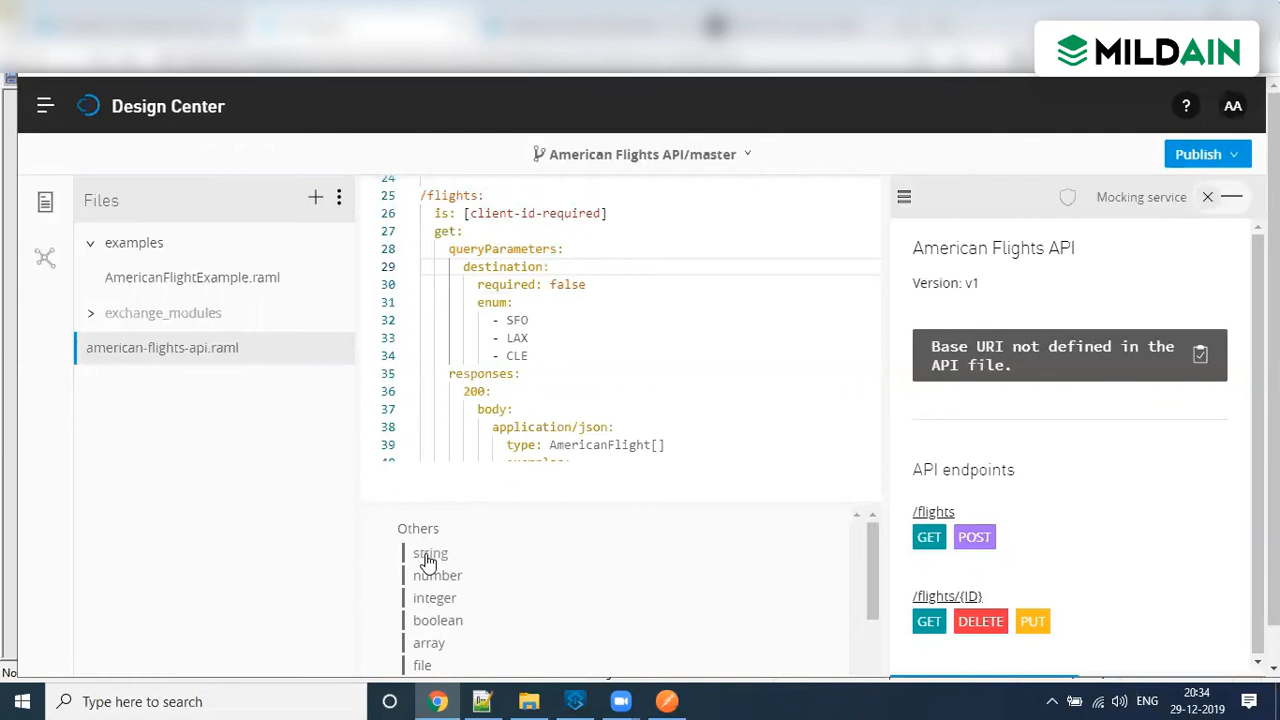 MILDAIN
Design Center
? AA
American Flights API/master
Publish
Files
examples
AmericanFlightExample.raml
exchange_modules
american-flights-api.raml
24
25 /flights:
26 is: [client-id-required]
27 get:
28 queryParameters:
29 destination:
30 required: false
31 enum:
32 - SFO
33 - LAX
34 - CLE
35 responses:
36 200:
37 body:
38 application/json:
39 type: AmericanFlight[]
Others
string
number
integer
boolean
array
file
Mocking service
American Flights API
Version: v1
Base URI not defined in the
API file.
API endpoints
/flights
GET POST
/flights/{ID}
GET DELETE PUT
Type here to search
ENG
20:34
29-12-2019